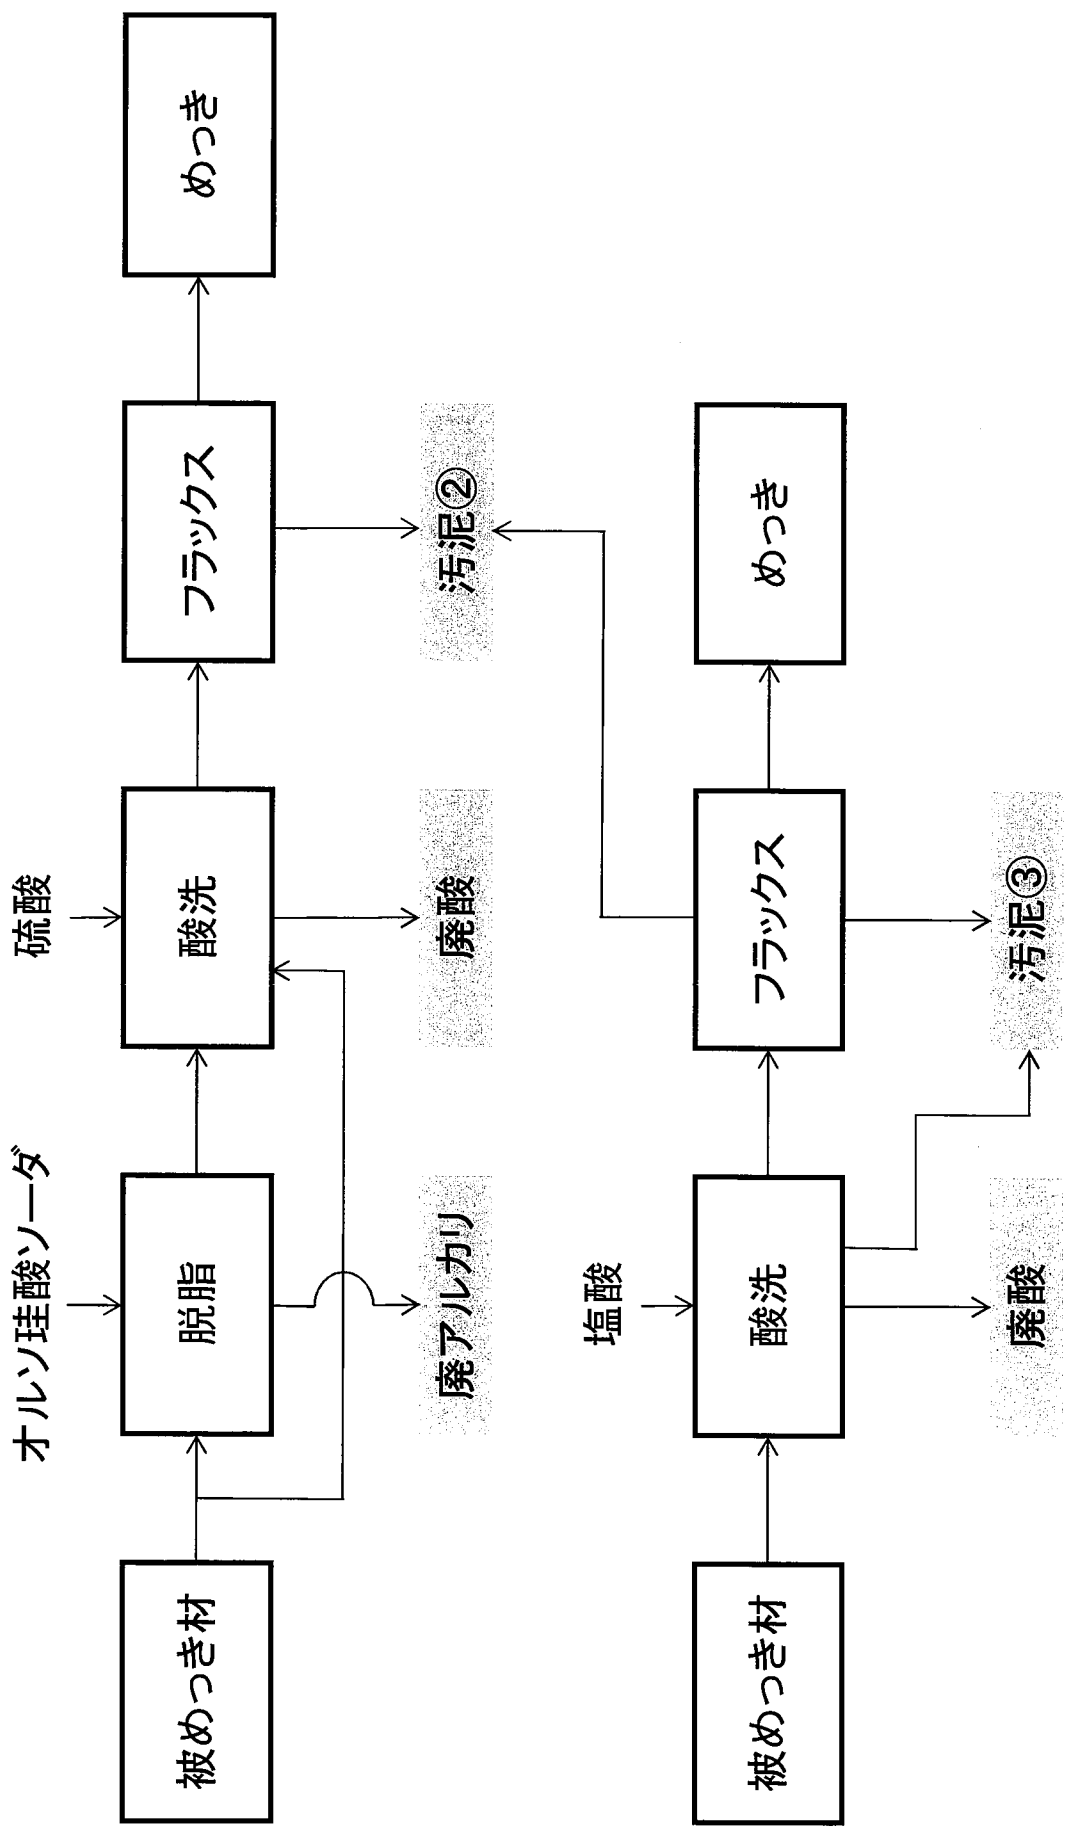 オルソ珪酸ソーダ
硫酸
被めっき材
脱脂
酸洗
フラックス
めっき
廃アルカリ
廃酸
汚泥②
塩酸
被めっき材
酸洗
フラックス
めっき
廃酸
汚泥③